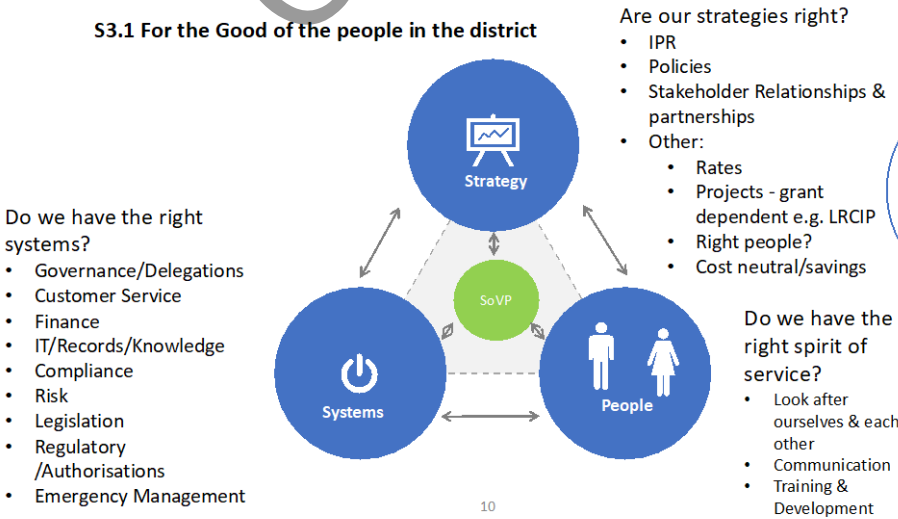 S3.1 For the Good of the people in the district
Are our strategies right?
• IPR
• Policies
• Stakeholder Relationships &
partnerships
• Other:
• Rates
• Projects - grant
dependent e.g. LRCIP
• Right people?
• Cost neutral/savings
Strategy
Do we have the right
systems?
• Governance/Delegations
• Customer Service
• Finance
• IT/Records/Knowledge
• Compliance
• Risk
• Legislation
• Regulatory
/Authorisations
• Emergency Management
SoVP
Systems
People
Do we have the
right spirit of
service?
• Look after
ourselves & each
other
• Communication
• Training &
Development
10